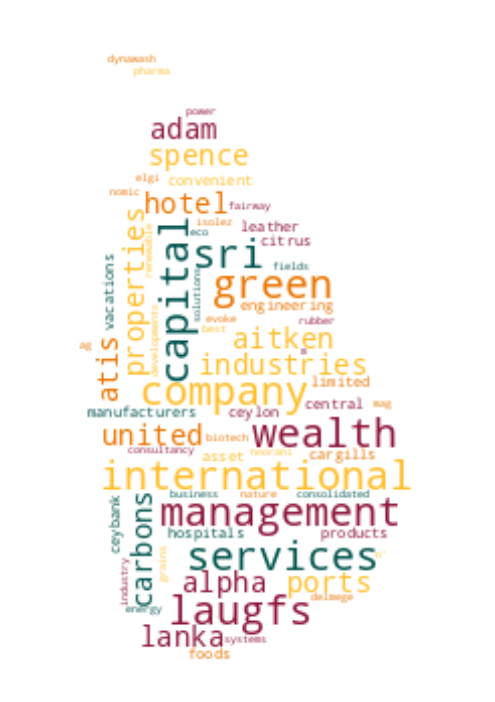 dynawash
pharma
power
adam
spence
elgi convenient
nomic hotel fairway
properties
renewable
isolez leather
eco citrus
capital
sri
vacations
solutions
fields
green
developments
evoke engineering
best rubber
aitken
ag
atis
industries
company
limited
manufacturers ceylon central mag
united biotech wealth
consultancy asset noorani cargills
international
ceybank
carbons
business nature consolidated
management
hospitals products
industry
grains
services
n'
alpha ports
energy
laugfs delmege
lanka systems
foods